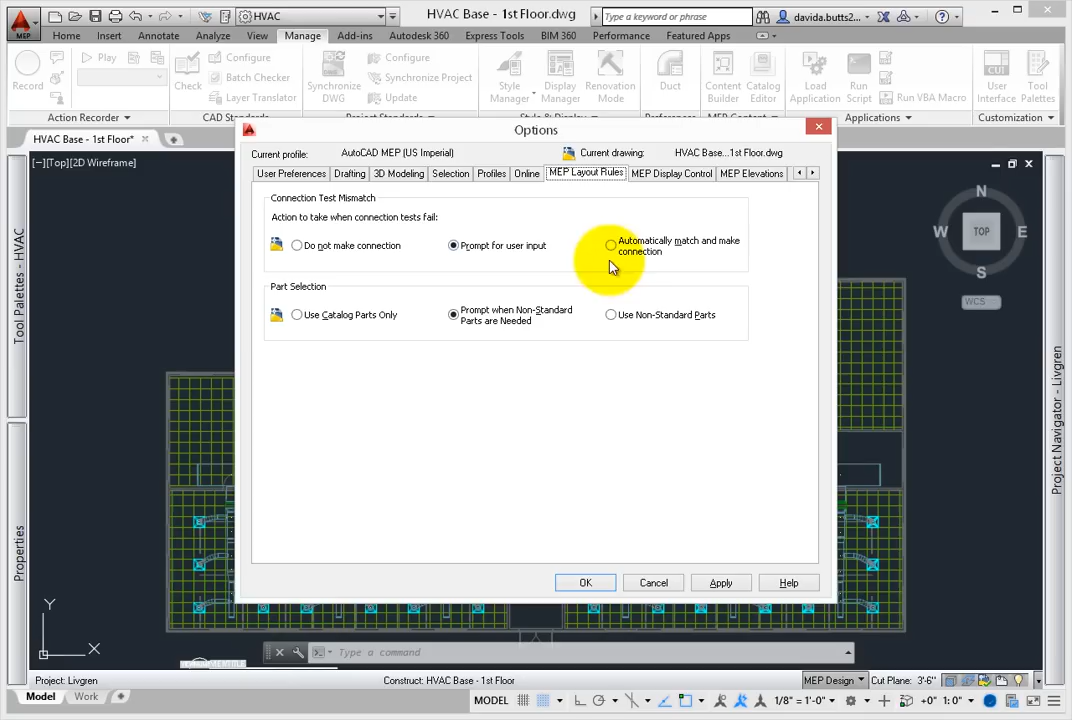 HVAC
HVAC Base - 1st Floor.dwg
Type a keyword or phrase
davida.butts2...
MEP
Home Insert Annotate Analyze View Manage Add-ins Autodesk 360 Express Tools BIM 360 Performance Featured Apps
Record
Play
Action Recorder
Check
Configure
Batch Checker
Layer Translator
CAD Standards
Synchronize
DWG
Configure
Synchronize Project
Update
Project Standards
Style
Manager
Display
Manager
Renovation
Mode
Style & Display
Duct
Preferences
Content
Builder
Catalog
Editor
MEP Content
Load
Application
Run
Script
Run VBA Macro
Applications
CUI
User
Interface
Tool
Palettes
Customization
HVAC Base - 1st Floor*
[−][Top][2D Wireframe]
Tool Palettes - HVAC
Properties
Project Navigator - Livgren
N
W TOP E
S
WCS
Options
Current profile: AutoCAD MEP (US Imperial) Current drawing: HVAC Base...1st Floor.dwg
User Preferences Drafting 3D Modeling Selection Profiles Online MEP Layout Rules MEP Display Control MEP Elevations
Connection Test Mismatch
Action to take when connection tests fail:
Do not make connection
Prompt for user input
Automatically match and make
connection
Part Selection
Use Catalog Parts Only
Prompt when Non-Standard
Parts are Needed
Use Non-Standard Parts
OK Cancel Apply Help
Y
X
Type a command
Project: Livgren
Construct: HVAC Base - 1st Floor
MEP Design
Cut Plane: 3'-6"
Model Work
MODEL
1/8" = 1'-0"
+0" 1:0"